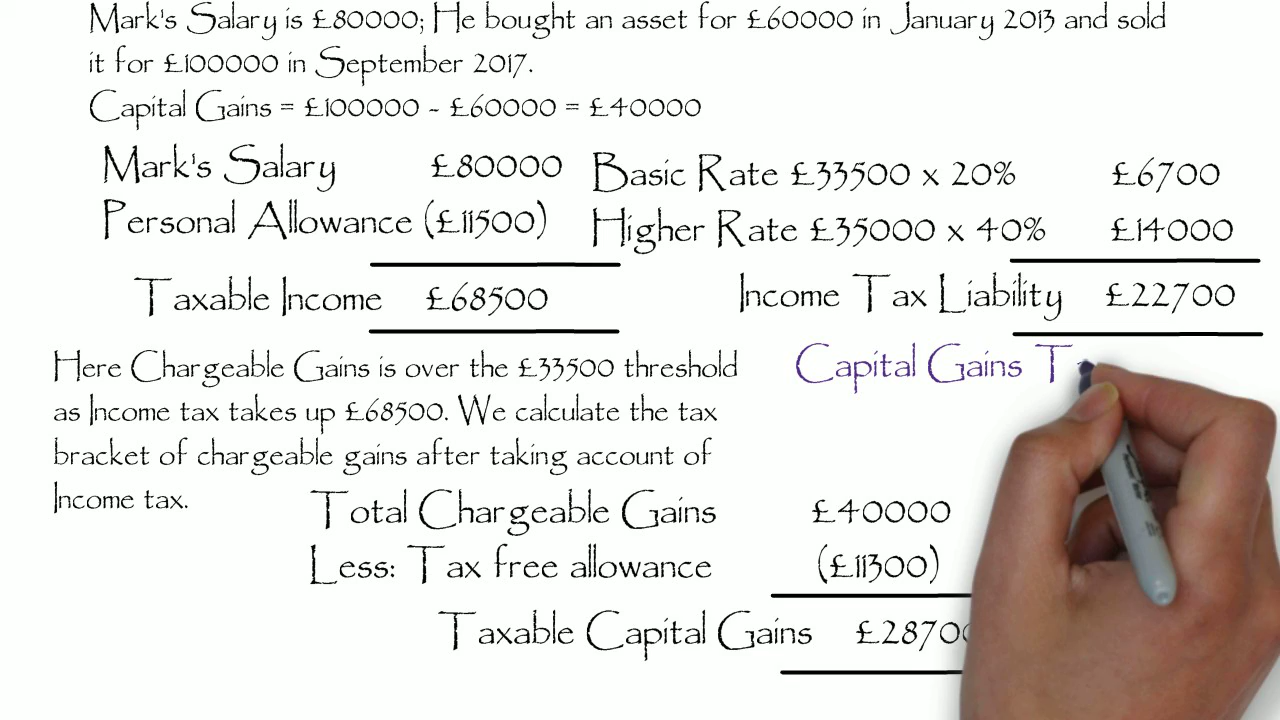 Mark's Salary is £80000; He bought an asset for £60000 in January 2013 and sold
it for £100000 in September 2017.
Capital Gains = £100000 - £60000 = £40000
Mark's Salary £80000
Personal Allowance (£11500)
Taxable Income £68500
Basic Rate £33500 x 20% £6700
Higher Rate £35000 x 40% £14000
Income Tax Liability £22700
Here Chargeable Gains is over the £33500 threshold
as Income tax takes up £68500. We calculate the tax
bracket of chargeable gains after taking account of
Income tax.
Capital Gains T
Total Chargeable Gains £40000
Less: Tax free allowance (£11300)
Taxable Capital Gains £2870